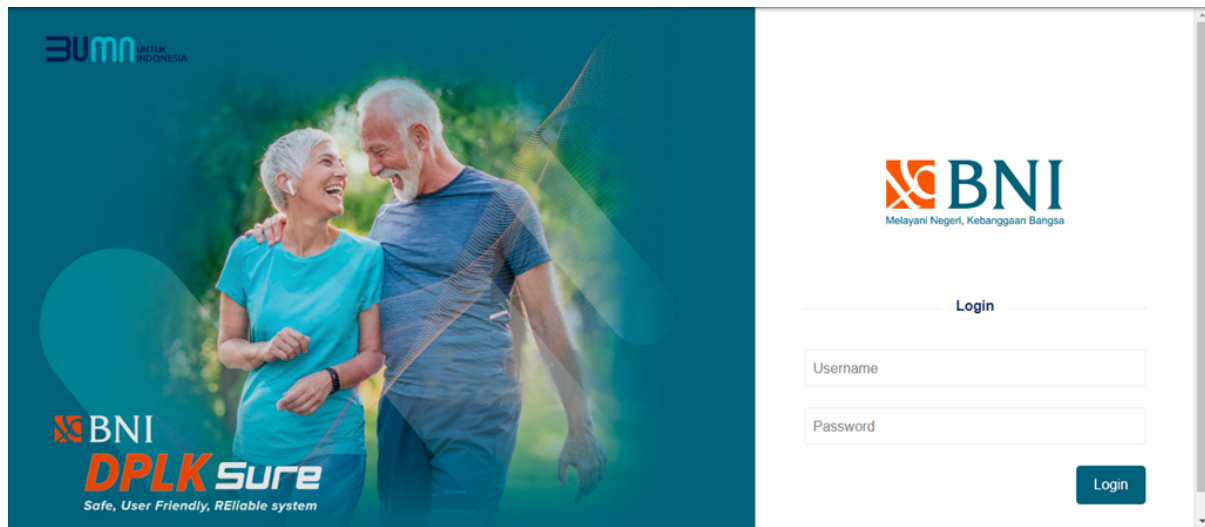 BUMN UNTUK
INDONESIA
BNI
DPLK Sure
Safe, User Friendly, REliable system
BNI
Melayani Negeri, Kebanggaan Bangsa
Login
Username
Password
Login